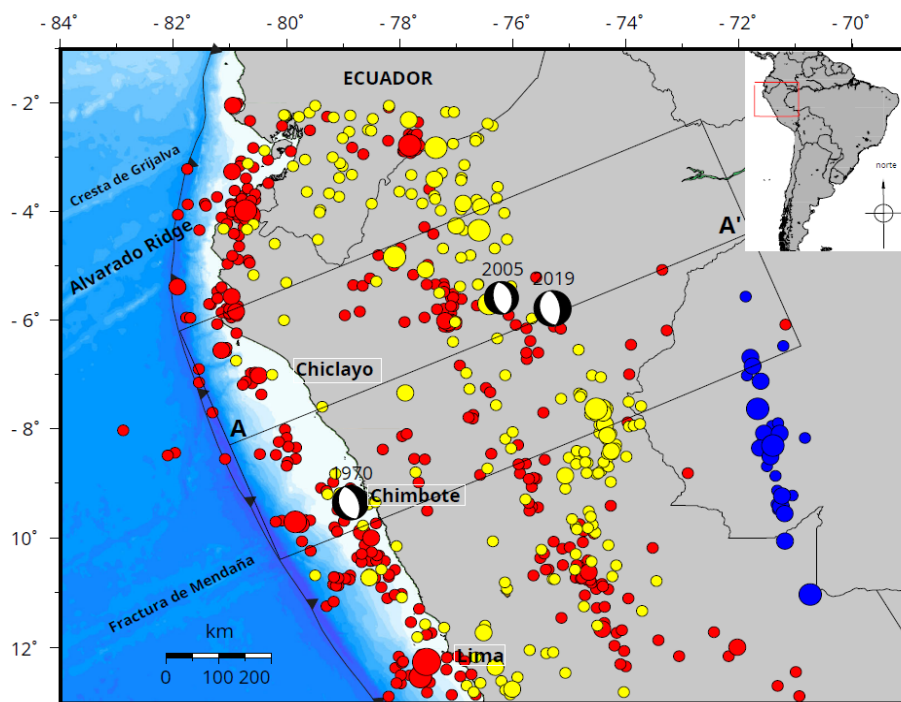 - 84° - 82° - 80° - 78° - 76° - 74° - 72° - 70°
ECUADOR
- 2°
norte
Cresta de Grijalva
- 4°
Alvarado Ridge
A'
2005
2019
- 6°
Chiclayo
- 8°
A
1970
Chimbote
- 10°
Fractura de Mendaña
km
0 100 200
12°
Lima